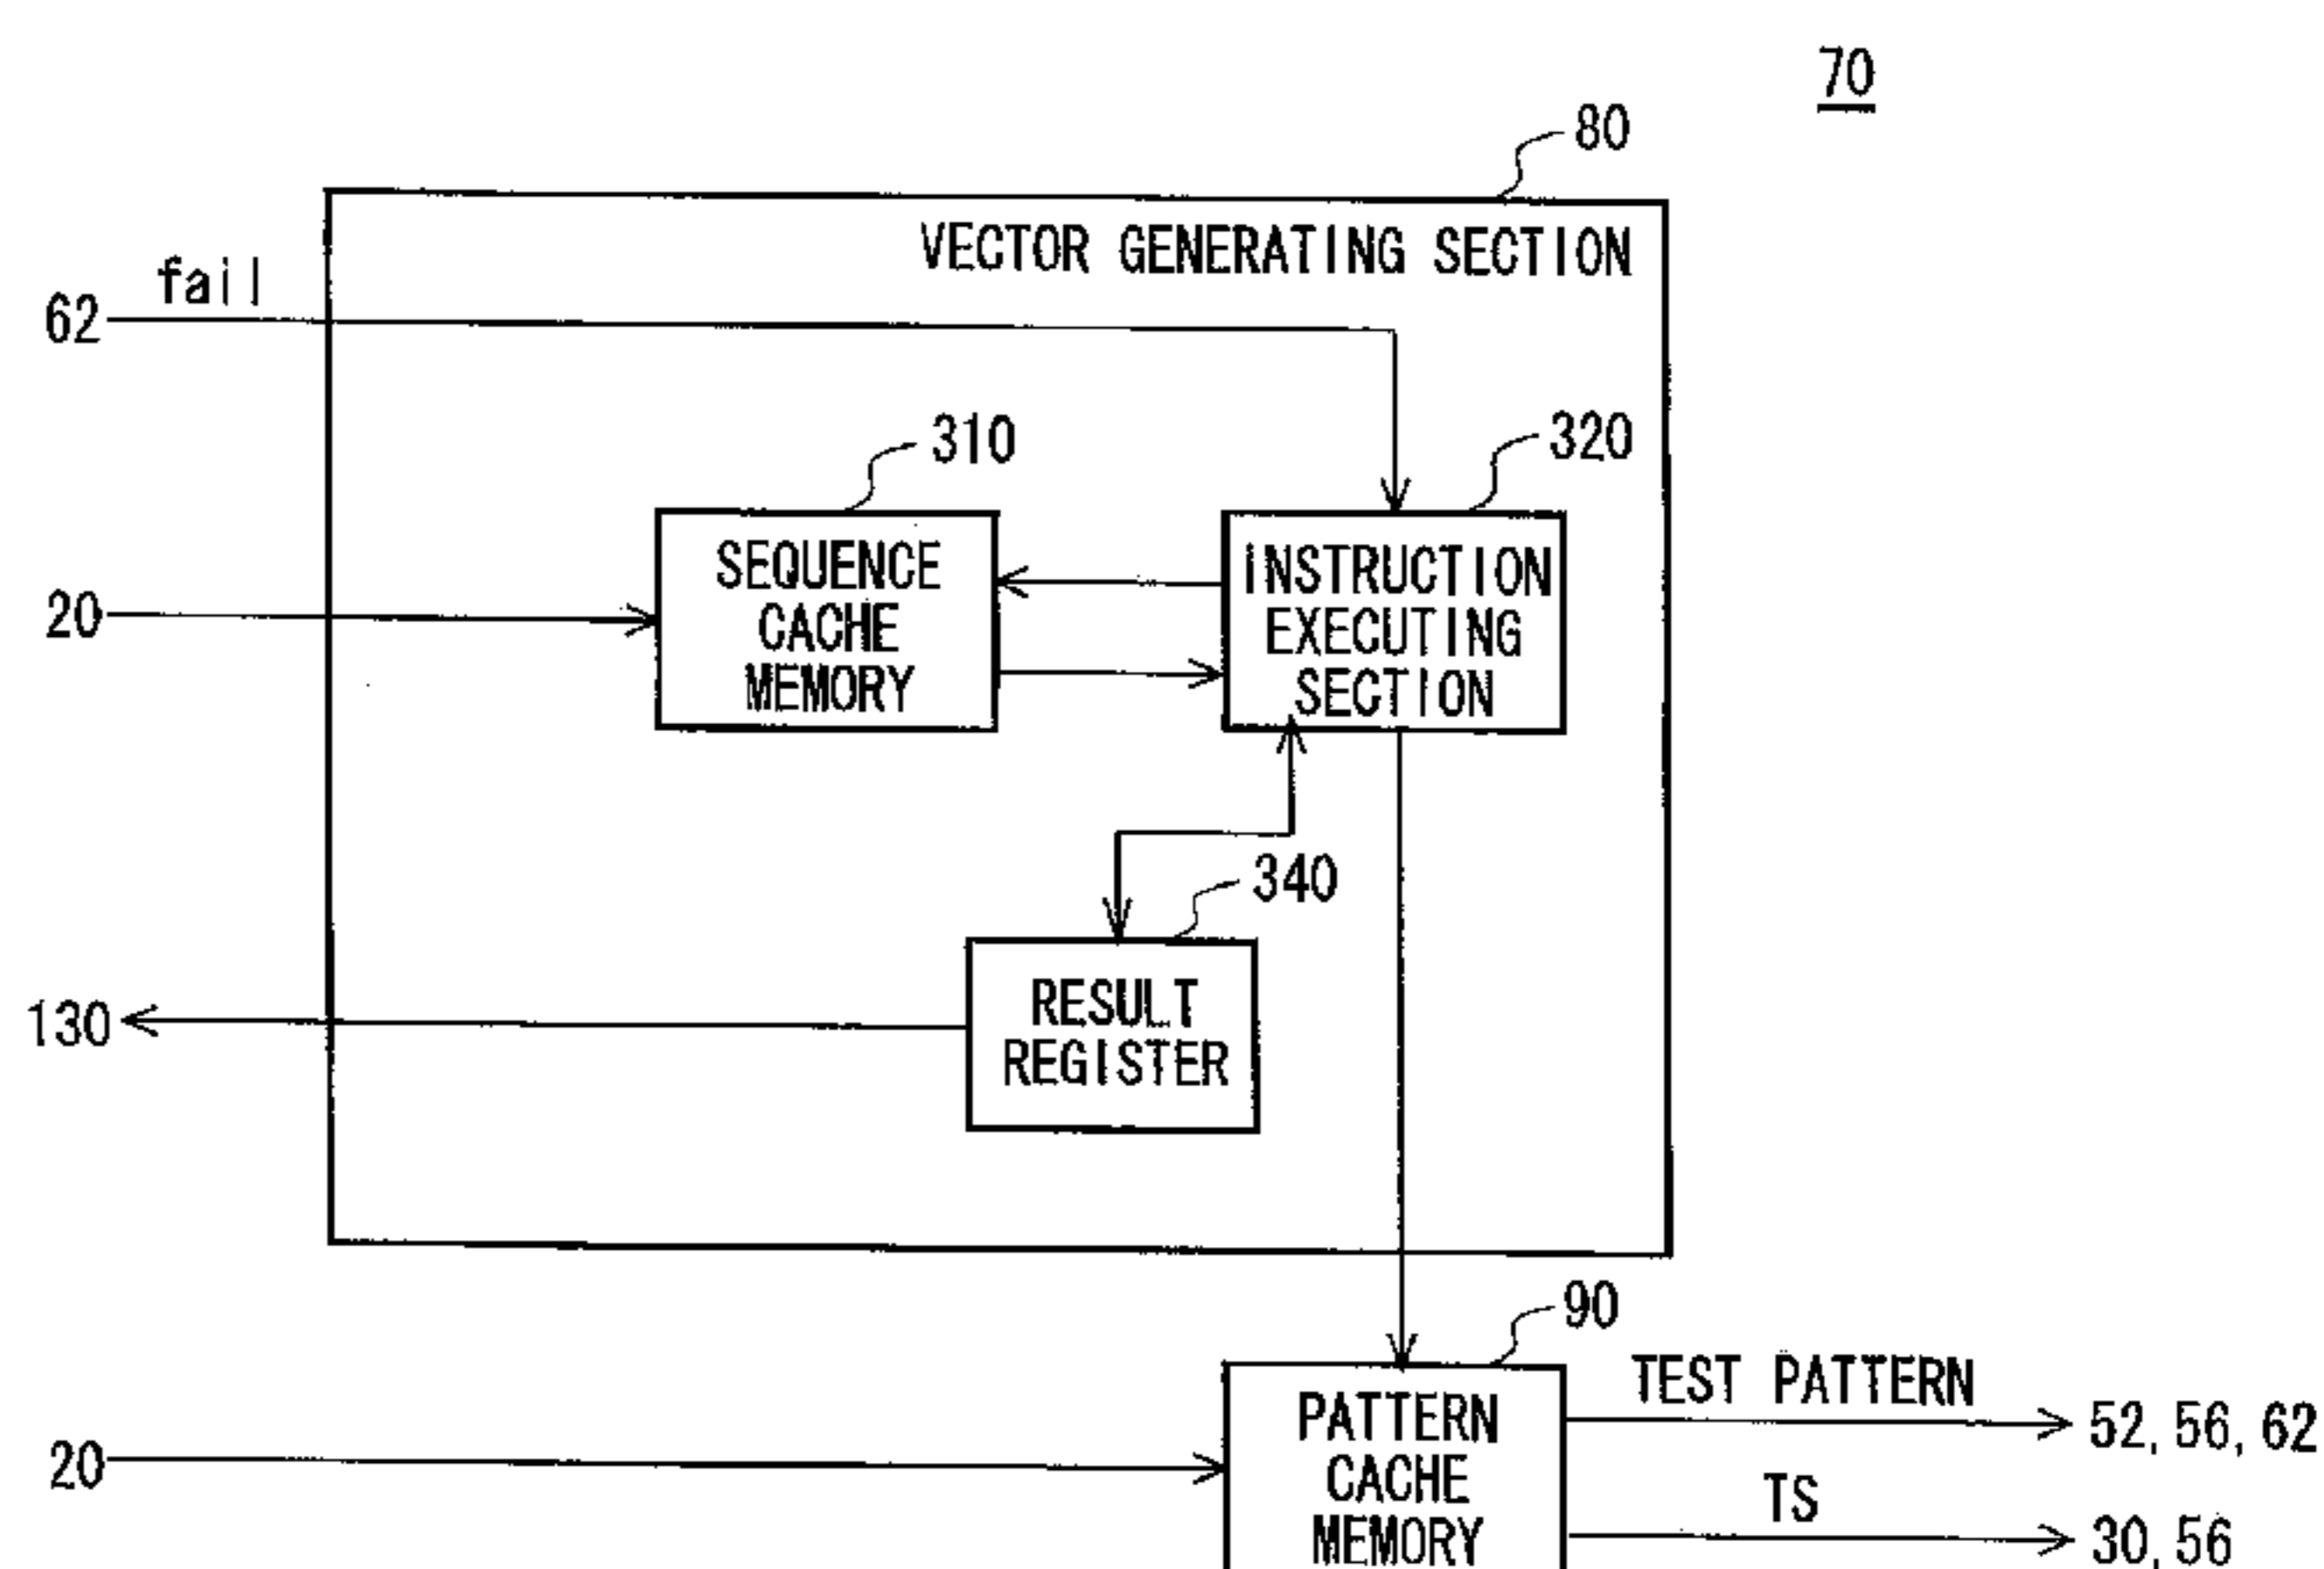 70
80
VECTOR GENERATING SECTION
fail
62
310
320
SEQUENCE
CACHE
MEMORY
INSTRUCTION
EXECUTING
SECTION
20
340
RESULT
REGISTER
130
90
PATTERN
CACHE
MEMORY
TEST PATTERN
52, 56, 62
20
TS
30, 56